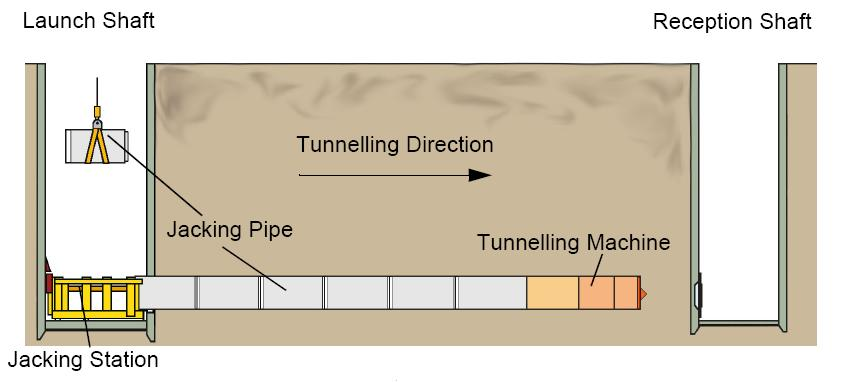 Launch Shaft
Reception Shaft
Tunnelling Direction
Jacking Pipe
Tunnelling Machine
Jacking Station